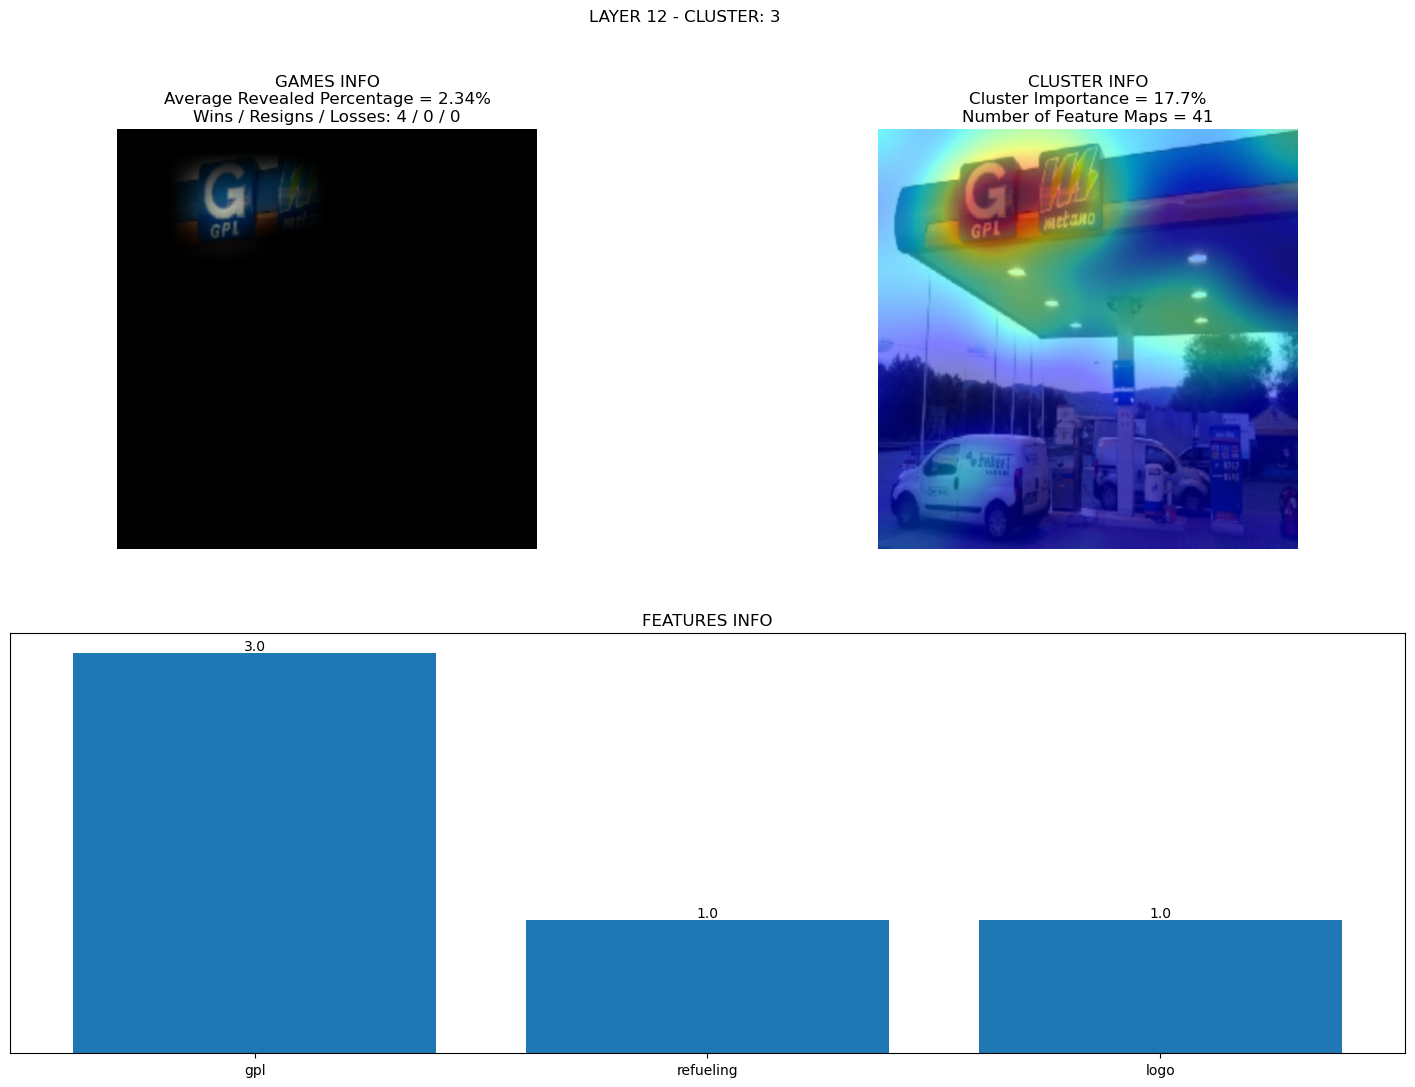 LAYER 12 - CLUSTER: 3
GAMES INFO
Average Revealed Percentage = 2.34%
Wins / Resigns / Losses: 4 / 0 / 0
G
GPL
metano
CLUSTER INFO
Cluster Importance = 17.7%
Number of Feature Maps = 41
G
GPL
metano
FEATURES INFO
3.0
1.0
1.0
gpl
refueling
logo